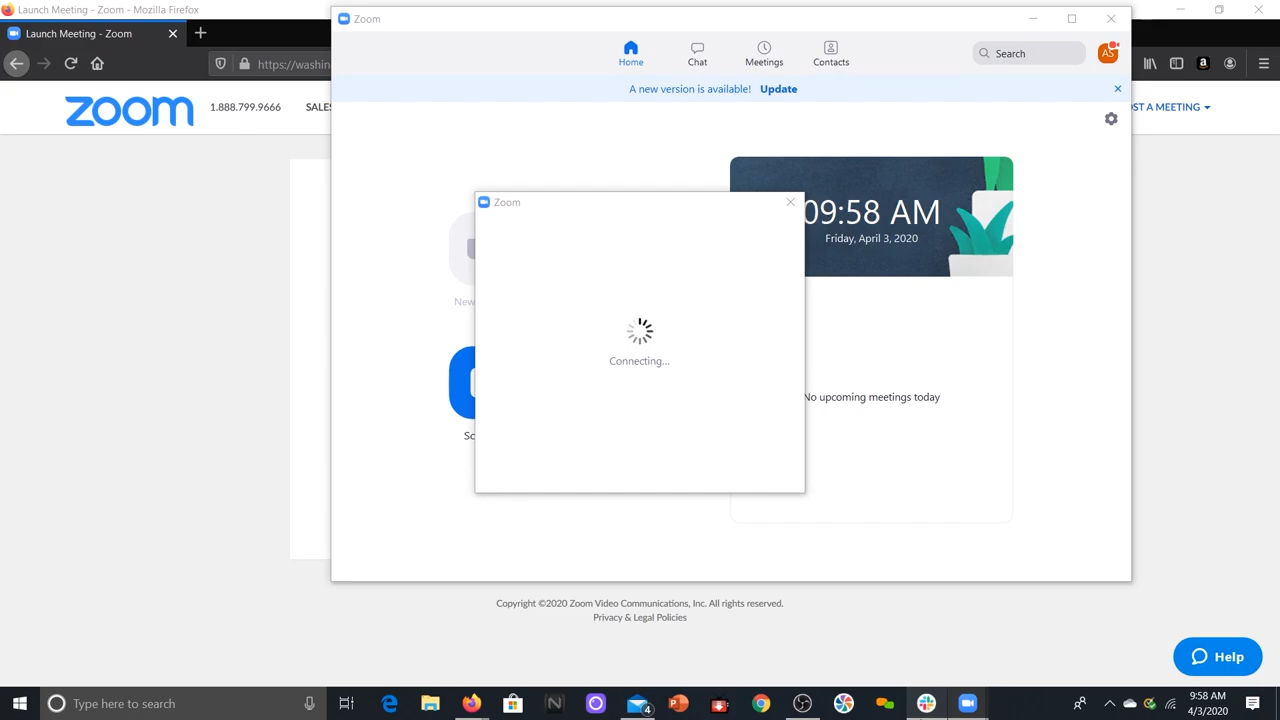 Launch Meeting - Zoom - Mozilla Firefox
Launch Meeting - Zoom
https://washin
zoom
1.888.799.9666
SALES
ST A MEETING
Zoom
Home
Chat
Meetings
Contacts
Search
AS
A new version is available! Update
09:58 AM
Friday, April 3, 2020
New
Sc
No upcoming meetings today
Zoom
Connecting...
Copyright ©2020 Zoom Video Communications, Inc. All rights reserved.
Privacy & Legal Policies
Help
Type here to search
4
9:58 AM
4/3/2020